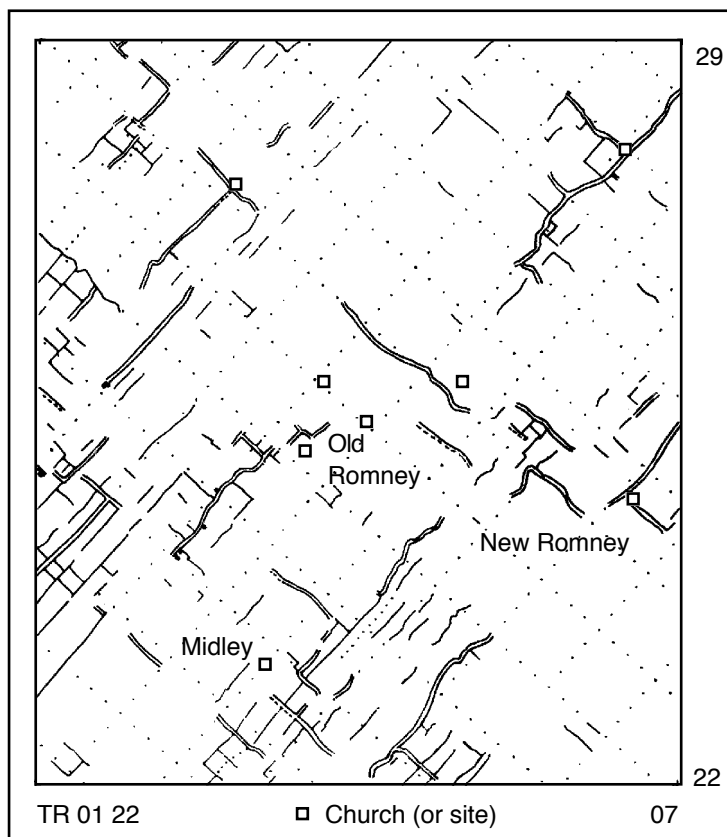 29
Old
Romney
New Romney
Midley
22
TR 01 22
Church (or site)
07